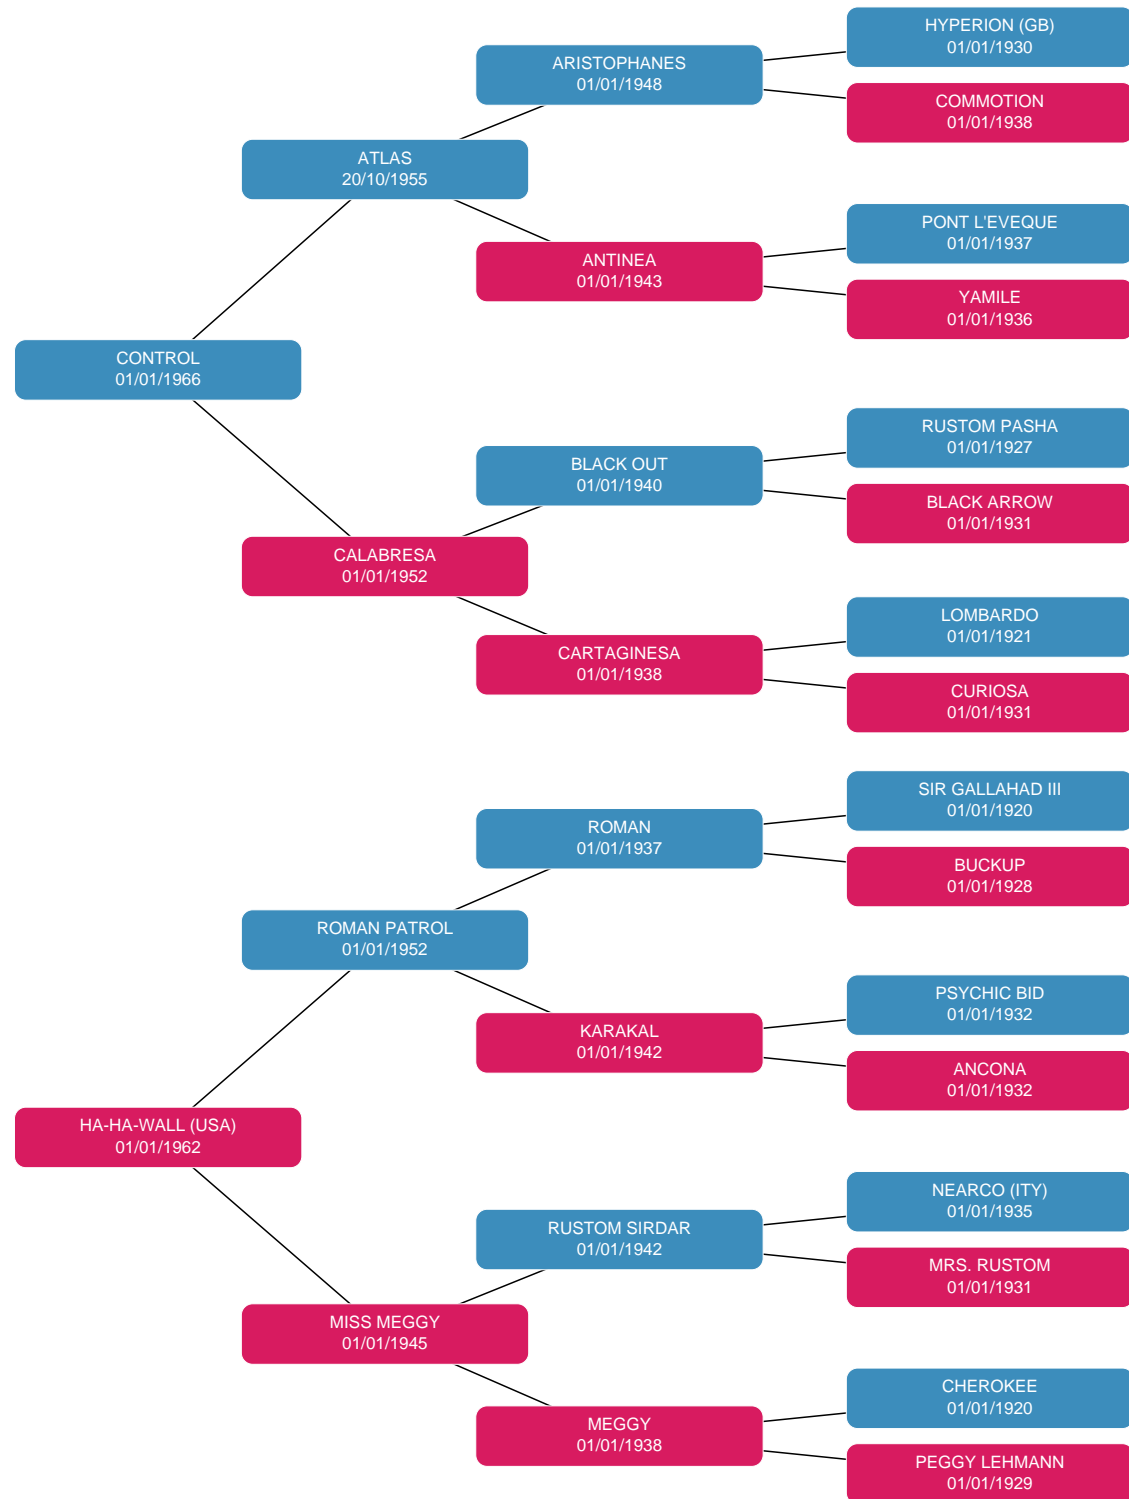 HYPERION (GB)
01/01/1930
ARISTOPHANES
01/01/1948
COMMOTION
01/01/1938
ATLAS
20/10/1955
PONT L'EVEQUE
01/01/1937
ANTINEA
01/01/1943
YAMILE
01/01/1936
CONTROL
01/01/1966
RUSTOM PASHA
01/01/1927
BLACK OUT
01/01/1940
BLACK ARROW
01/01/1931
CALABRESA
01/01/1952
LOMBARDO
01/01/1921
CARTAGINESA
01/01/1938
CURIOSA
01/01/1931
SIR GALLAHAD III
01/01/1920
ROMAN
01/01/1937
BUCKUP
01/01/1928
ROMAN PATROL
01/01/1952
PSYCHIC BID
01/01/1932
KARAKAL
01/01/1942
ANCONA
01/01/1932
HA-HA-WALL (USA)
01/01/1962
NEARCO (ITY)
01/01/1935
RUSTOM SIRDAR
01/01/1942
MRS. RUSTOM
01/01/1931
MISS MEGGY
01/01/1945
CHEROKEE
01/01/1920
MEGGY
01/01/1938
PEGGY LEHMANN
01/01/1929